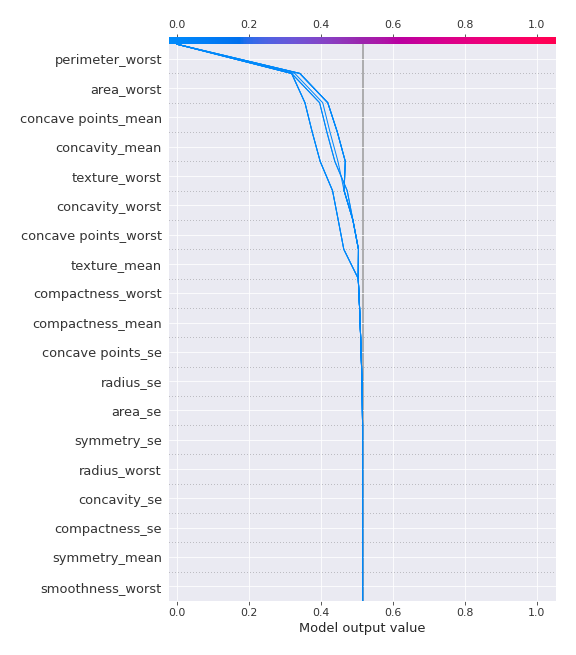 0.0 0.2 0.4 0.6 0.8 1.0
perimeter_worst
area_worst
concave points_mean
concavity_mean
texture_worst
concavity_worst
concave points_worst
texture_mean
compactness_worst
compactness_mean
concave points_se
radius_se
area_se
symmetry_se
radius_worst
concavity_se
compactness_se
symmetry_mean
smoothness_worst
0.0 0.2 0.4 0.6 0.8 1.0
Model output value